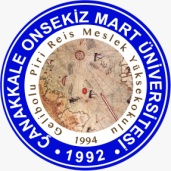 ÇANAKKALE ONSEKİZ MART ÜNİVERSİTESİ
• 1992 •
Gelibolu Piri Reis Meslek Yüksekokulu
1994